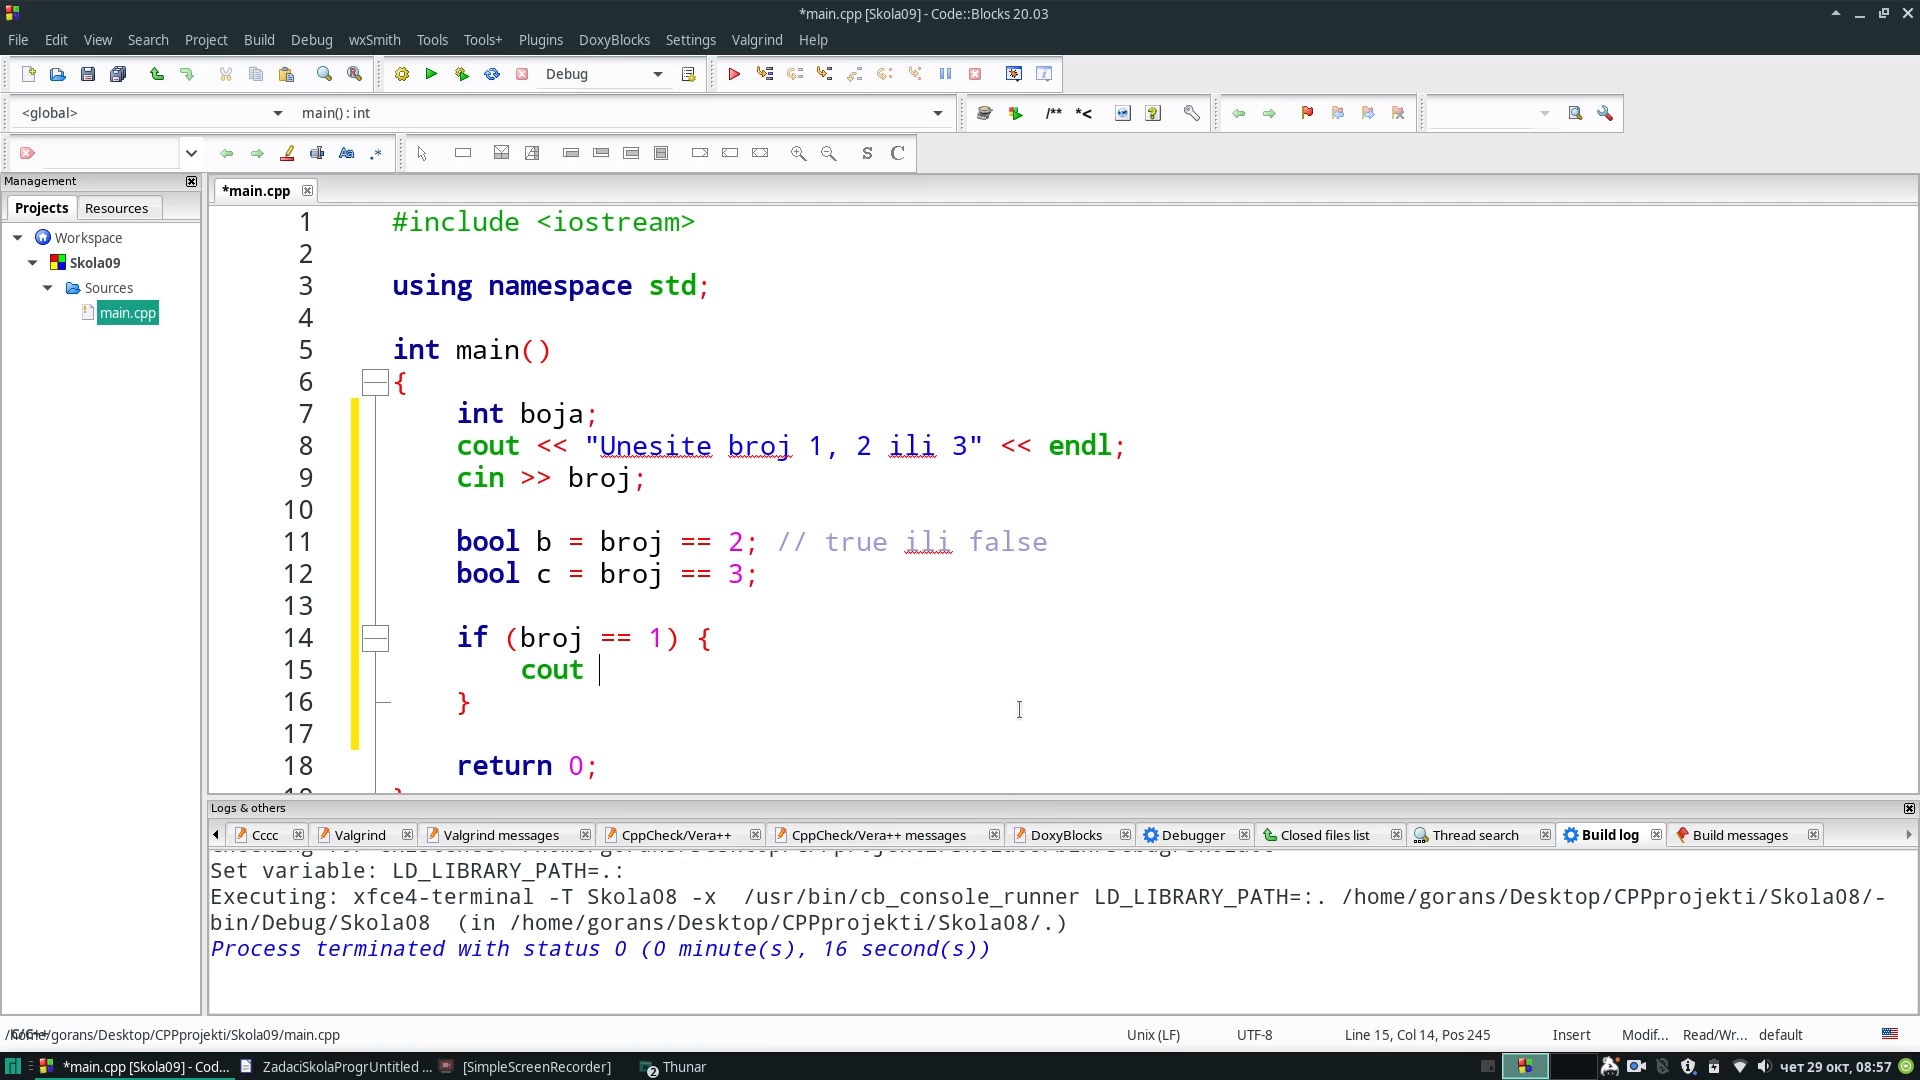 *main.cpp [Skola09] - Code::Blocks 20.03
File Edit View Search Project Build Debug wxSmith Tools Tools+ Plugins DoxyBlocks Settings Valgrind Help
Debug
<global> main() : int /** *<
Aa .* S C
Management
*main.cpp
Projects Resources
Workspace
Skola09
Sources
main.cpp
1 #include <iostream>
2
3 using namespace std;
4
5 int main()
6 {
7 int boja;
8 cout << "Unesite broj 1, 2 ili 3" << endl;
9 cin >> broj;
10
11 bool b = broj == 2; // true ili false
12 bool c = broj == 3;
13
14 if (broj == 1) {
15 cout
16 }
17
18 return 0;
Logs & others
Cccc Valgrind Valgrind messages CppCheck/Vera++ CppCheck/Vera++ messages DoxyBlocks Debugger Closed files list Thread search Build log Build messages
Set variable: LD_LIBRARY_PATH=.:
Executing: xfce4-terminal -T Skola08 -x /usr/bin/cb_console_runner LD_LIBRARY_PATH=:. /home/gorans/Desktop/CPPprojekti/Skola08/-
bin/Debug/Skola08 (in /home/gorans/Desktop/CPPprojekti/Skola08/.)
Process terminated with status 0 (0 minute(s), 16 second(s))
/home/gorans/Desktop/CPPprojekti/Skola09/main.cpp Unix (LF) UTF-8 Line 15, Col 14, Pos 245 Insert Modif... Read/Wr... default
*main.cpp [Skola09] - Cod... ZadaciSkolaProgrUntitled ... [SimpleScreenRecorder] 2 Thunar чет 29 окт, 08:57